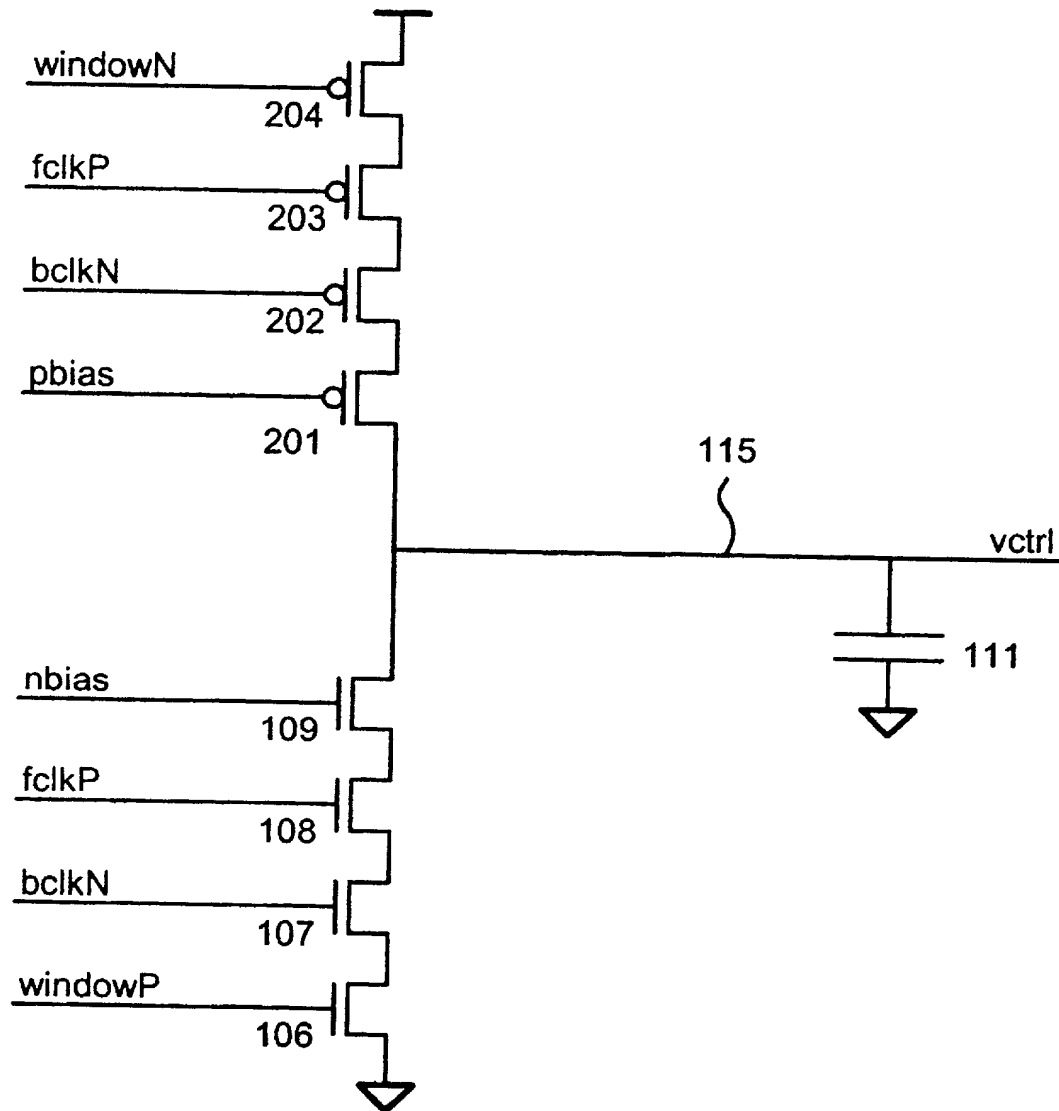 windowN
204
fclkP
203
bclkN
202
pbias
201
115
vctrl
111
nbias
109
fclkP
108
bclkN
107
windowP
106